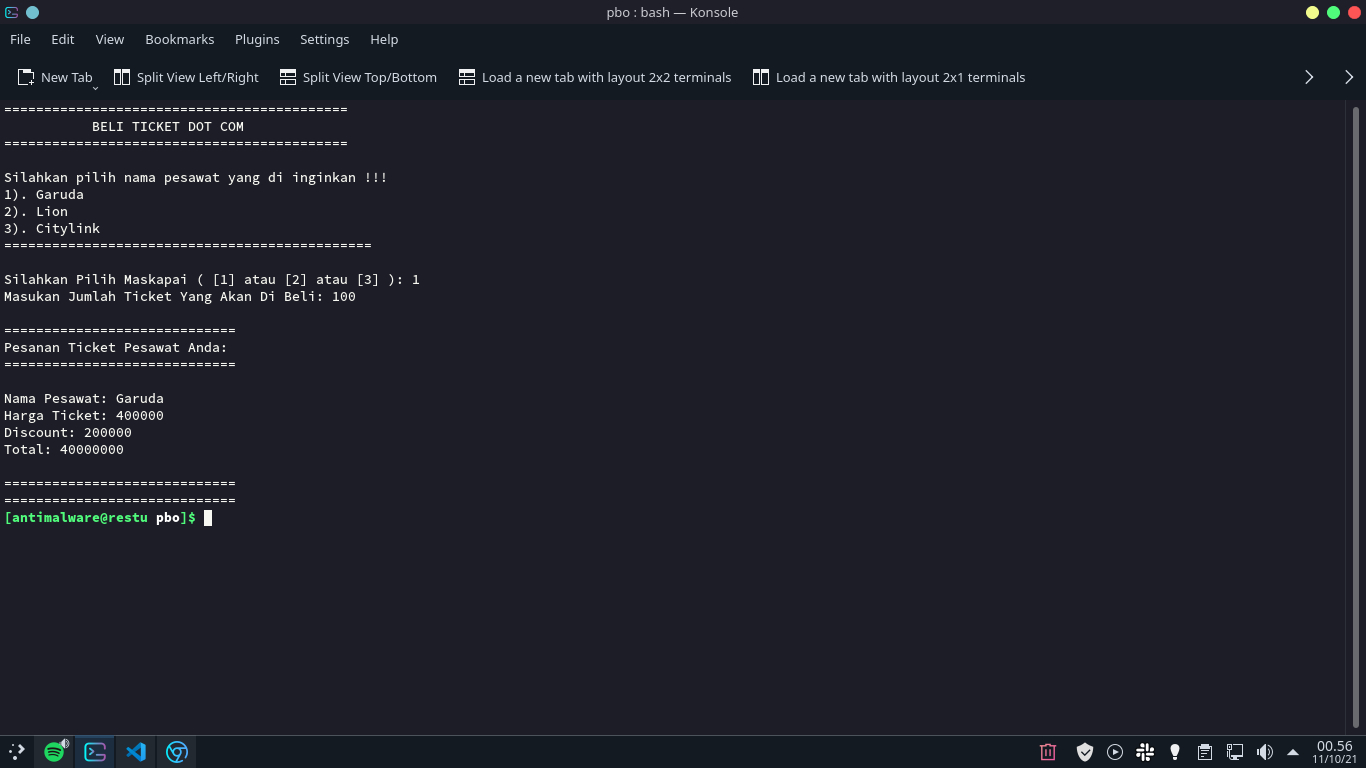 pbo : bash — Konsole
File Edit View Bookmarks Plugins Settings Help
New Tab Split View Left/Right Split View Top/Bottom Load a new tab with layout 2x2 terminals Load a new tab with layout 2x1 terminals
===========================================
BELI TICKET DOT COM
===========================================
Silahkan pilih nama pesawat yang di inginkan !!!
1). Garuda
2). Lion
3). Citylink
==============================================
Silahkan Pilih Maskapai ( [1] atau [2] atau [3] ): 1
Masukan Jumlah Ticket Yang Akan Di Beli: 100
=============================
Pesanan Ticket Pesawat Anda:
=============================
Nama Pesawat: Garuda
Harga Ticket: 400000
Discount: 200000
Total: 40000000
=============================
=============================
[antimalware@restu pbo]$
00.56
11/10/21